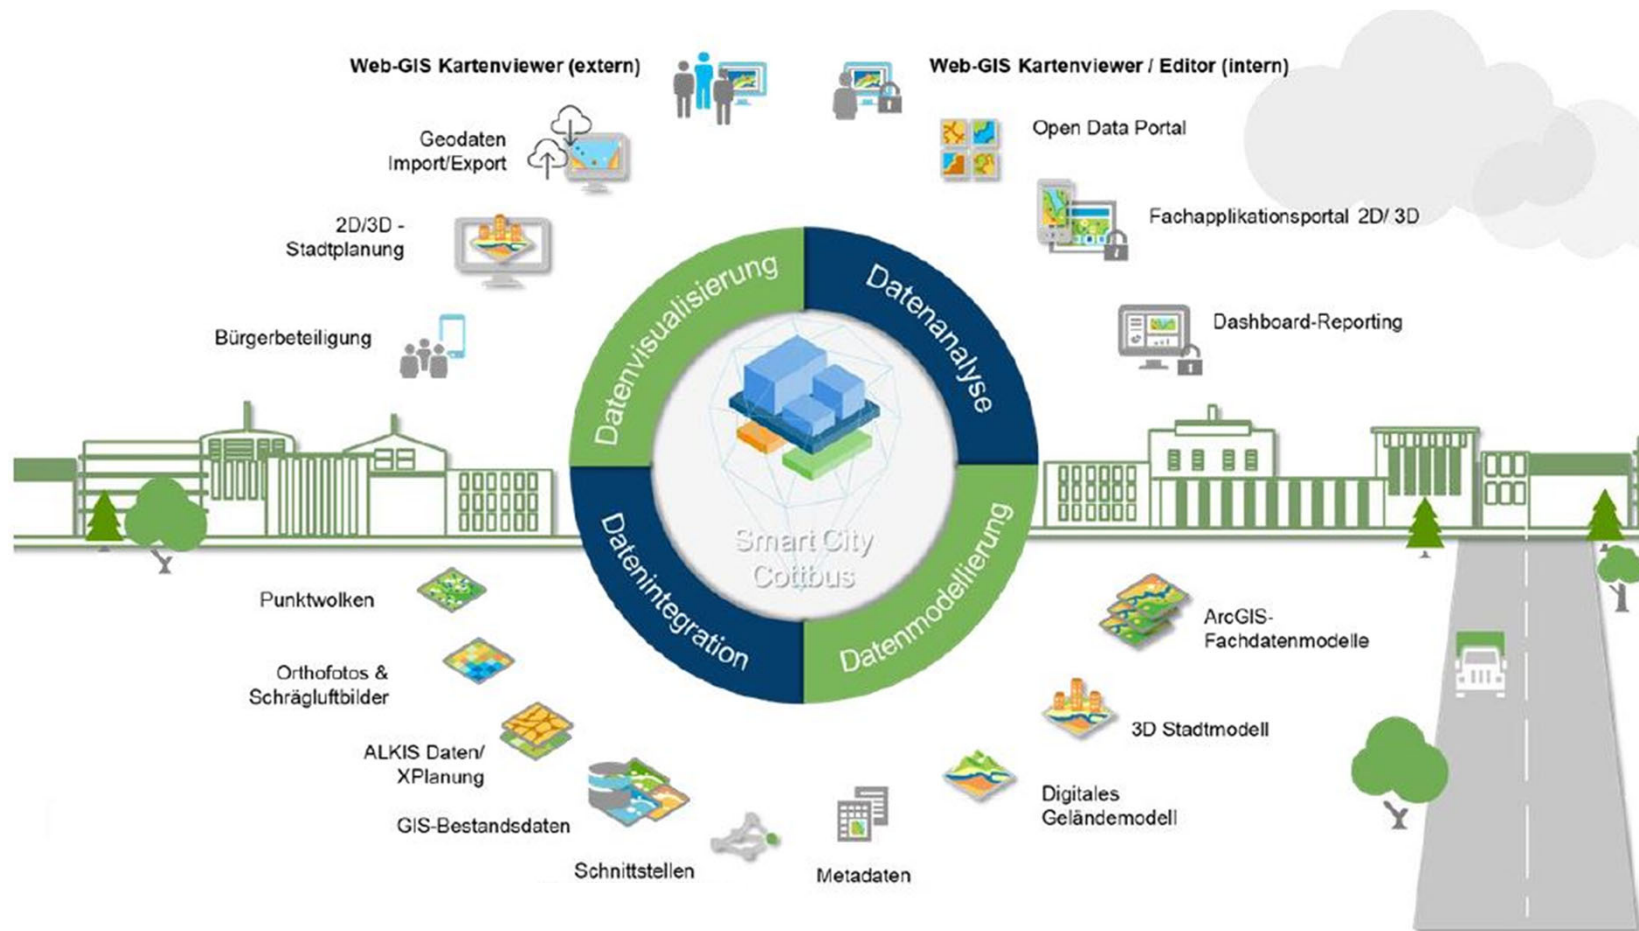 Web-GIS Kartenviewer (extern)
Web-GIS Kartenviewer / Editor (intern)
Geodaten
Import/Export
2D/3D -
Stadtplanung
Bürgerbeteiligung
Open Data Portal
Fachapplikationsportal 2D/ 3D
Dashboard-Reporting
Datenvisualisierung
Datenanalyse
Datenintegration
Datenmodellierung
Smart City
Cottbus
Punktwolken
Orthofotos &
Schrägluftbilder
ALKIS Daten/
XPlanung
GIS-Bestandsdaten
Schnittstellen
Metadaten
ArcGIS-
Fachdatenmodelle
3D Stadtmodell
Digitales
Geländemodell